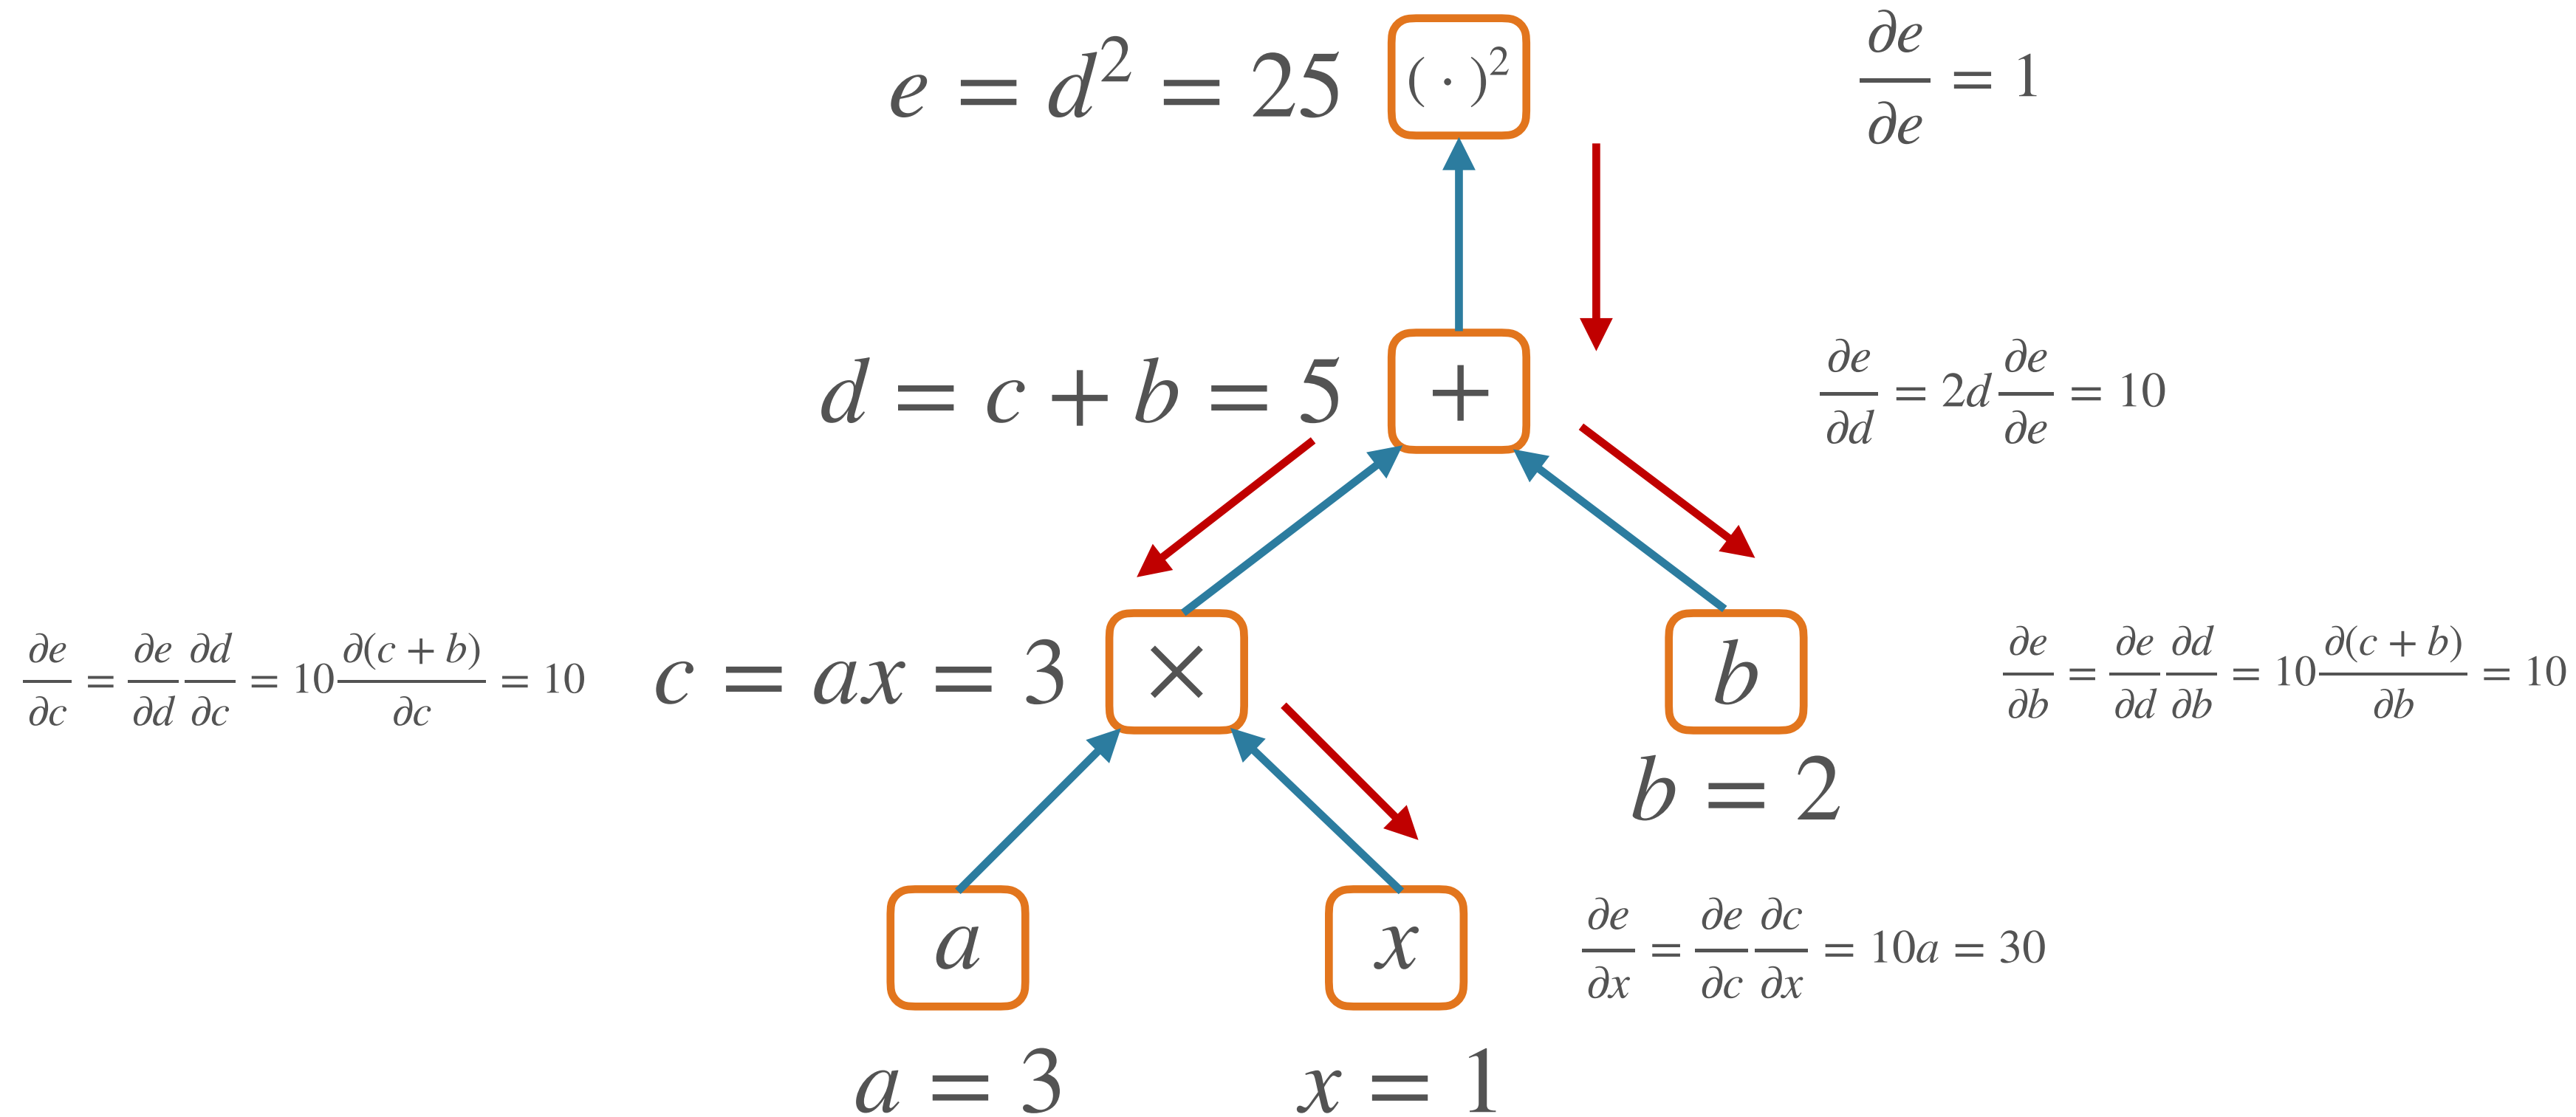 e = d² = 25
(·)²
∂e/∂e = 1
d = c + b = 5
+
∂e/∂d = 2d ∂e/∂e = 10
∂e/∂c = ∂e/∂d ∂d/∂c = 10 ∂(c + b)/∂c = 10
c = ax = 3
×
b
∂e/∂b = ∂e/∂d ∂d/∂b = 10 ∂(c + b)/∂b = 10
b = 2
a
x
∂e/∂x = ∂e/∂c ∂c/∂x = 10a = 30
a = 3
x = 1